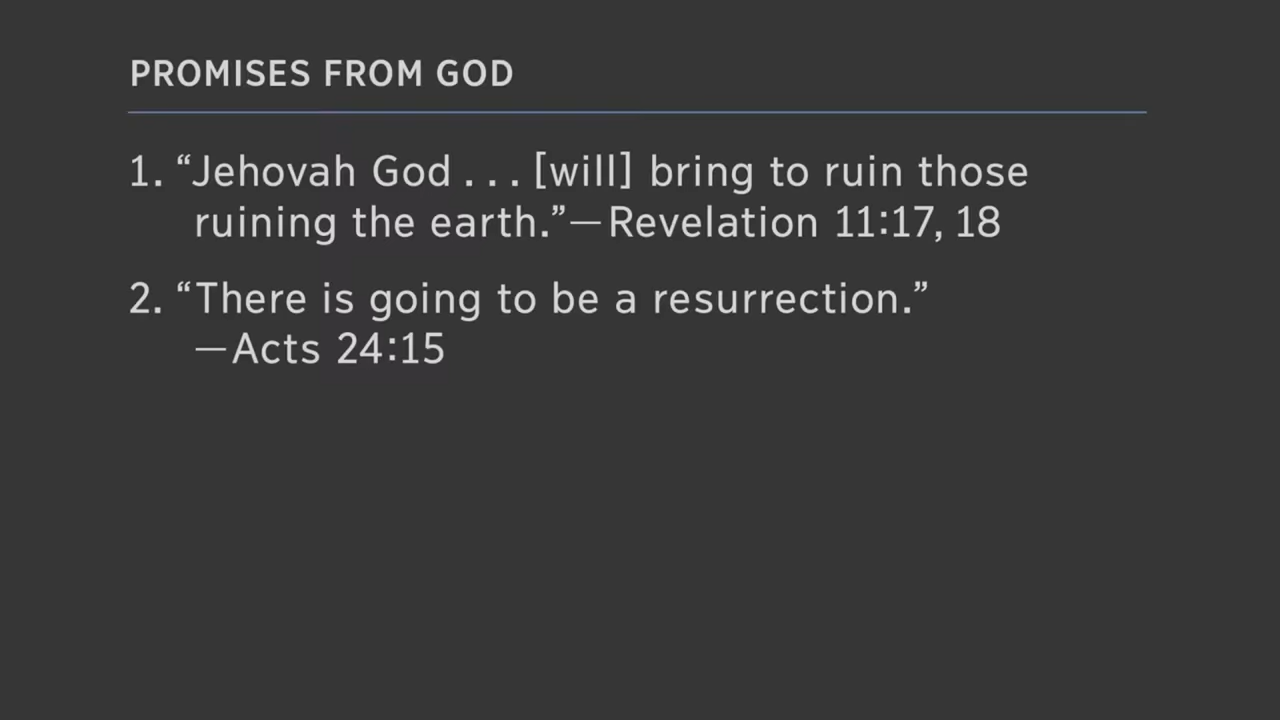 PROMISES FROM GOD
1. “Jehovah God . . . [will] bring to ruin those
ruining the earth.”—Revelation 11:17, 18
2. “There is going to be a resurrection.”
—Acts 24:15